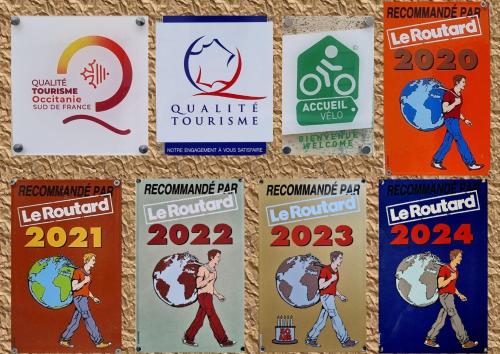 QUALITÉ
TOURISME
Occitanie
SUD DE FRANCE
QUALITÉ
TOURISME
NOTRE ENGAGEMENT À VOUS SATISFAIRE
ACCUEIL
VÉLO
BIENVENUE
WELCOME
RECOMMANDÉ PAR
Le Routard
2020
RECOMMANDÉ PAR
Le Routard
2021
RECOMMANDÉ PAR
Le Routard
2022
RECOMMANDÉ PAR
Le Routard
2023
50
ANS
RECOMMANDÉ PAR
Le Routard
2024